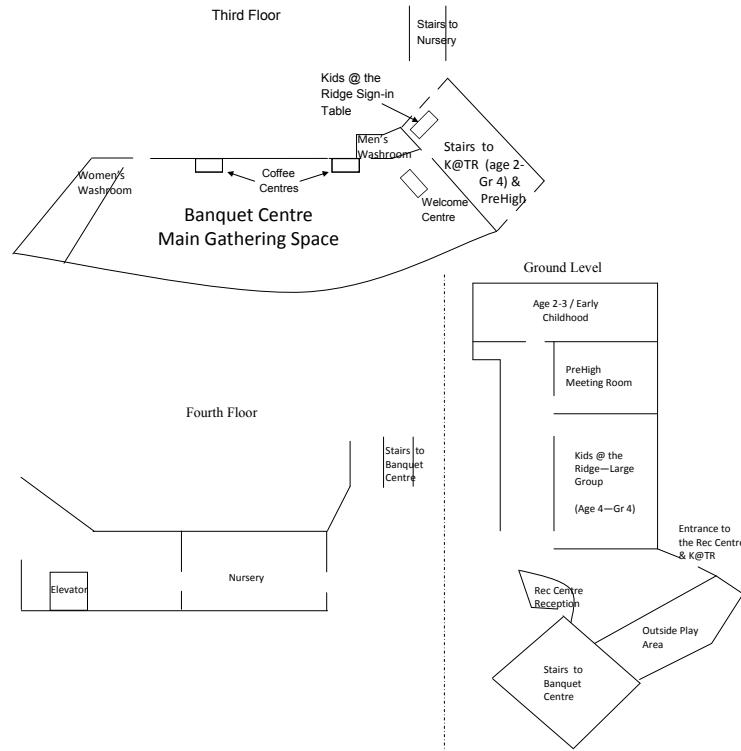 Third Floor
Stairs to
Nursery
Kids @ the
Ridge Sign-in
Table
Men's
Washroom
Stairs to
K@TR (age 2-
Gr 4) &
PreHigh
Women's
Washroom
Coffee
Centres
Welcome
Centre
Banquet Centre
Main Gathering Space
Ground Level
Age 2-3 / Early
Childhood
PreHigh
Meeting Room
Kids @ the
Ridge—Large
Group
(Age 4—Gr 4)
Entrance to
the Rec Centre
& K@TR
Rec Centre
Reception
Outside Play
Area
Stairs to
Banquet
Centre
Fourth Floor
Stairs to
Banquet
Centre
Elevator
Nursery